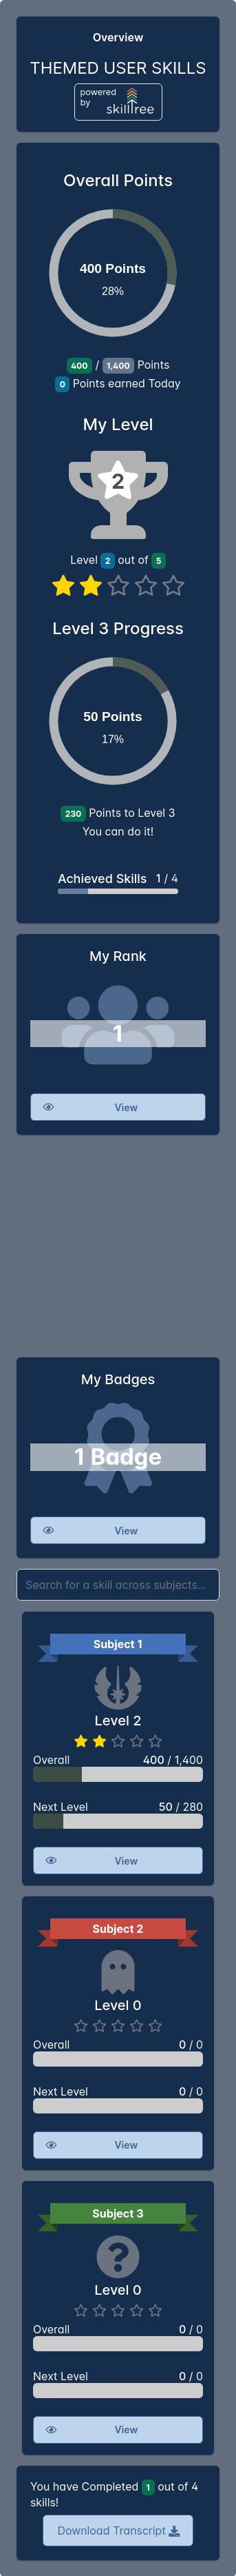 Overview
THEMED USER SKILLS
powered
by
skilltree
Overall Points
400 Points
28%
400 / 1,400 Points
0 Points earned Today
My Level
2
Level 2 out of 5
Level 3 Progress
50 Points
17%
230 Points to Level 3
You can do it!
Achieved Skills 1 / 4
My Rank
1
View
My Badges
1 Badge
View
Search for a skill across subjects...
Subject 1
Level 2
Overall 400 / 1,400
Next Level 50 / 280
View
Subject 2
Level 0
Overall 0 / 0
Next Level 0 / 0
View
Subject 3
?
Level 0
Overall 0 / 0
Next Level 0 / 0
View
You have Completed 1 out of 4
skills!
Download Transcript